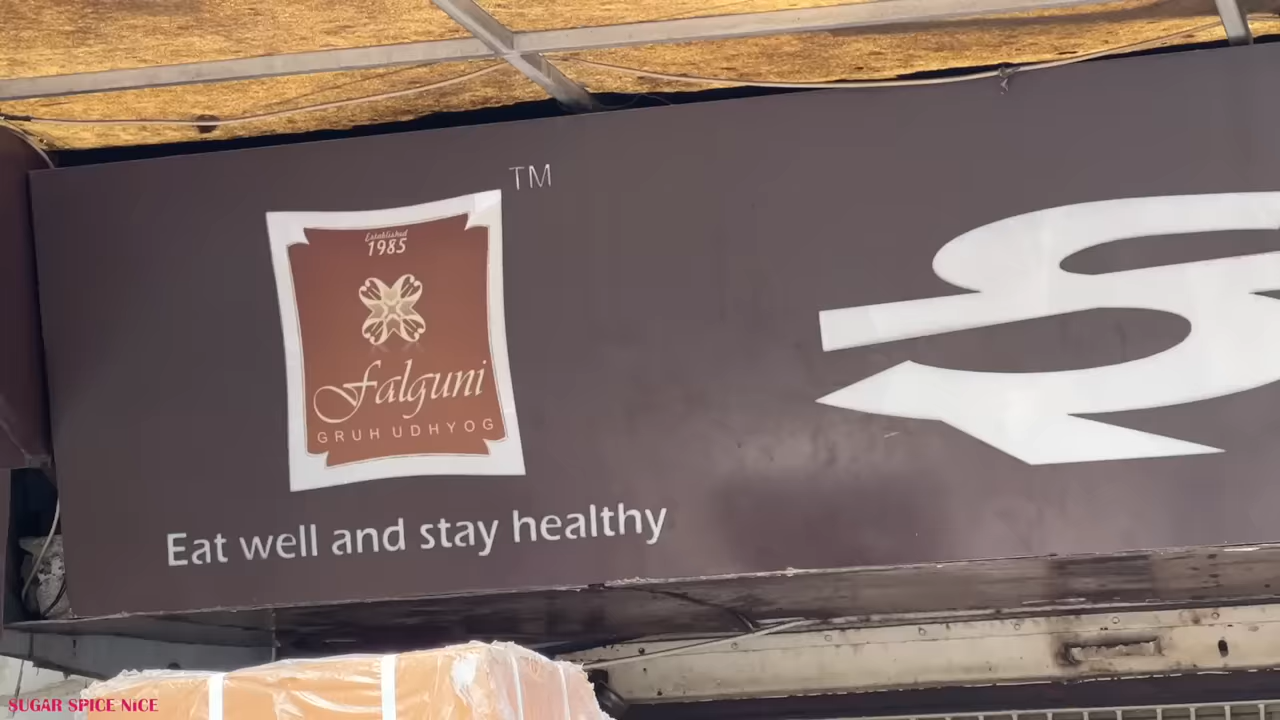 TM
Established
1985
Falguni
GRUH UDHYOG
Eat well and stay healthy
SUGAR SPICE NiCE